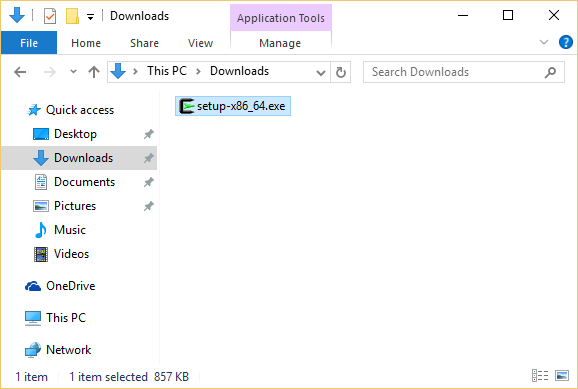 Downloads
Application Tools
File
Home
Share
View
Manage
This PC
Downloads
Search Downloads
Quick access
Desktop
Downloads
Documents
Pictures
Music
Videos
OneDrive
This PC
Network
setup-x86_64.exe
1 item
1 item selected 857 KB